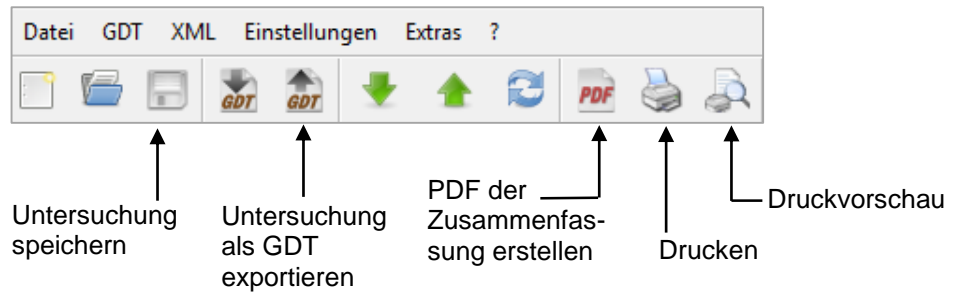 Datei GDT XML Einstellungen Extras ?
GDT GDT PDF
Untersuchung
speichern
Untersuchung
als GDT
exportieren
PDF der
Zusammenfas-
sung erstellen
Drucken
Druckvorschau